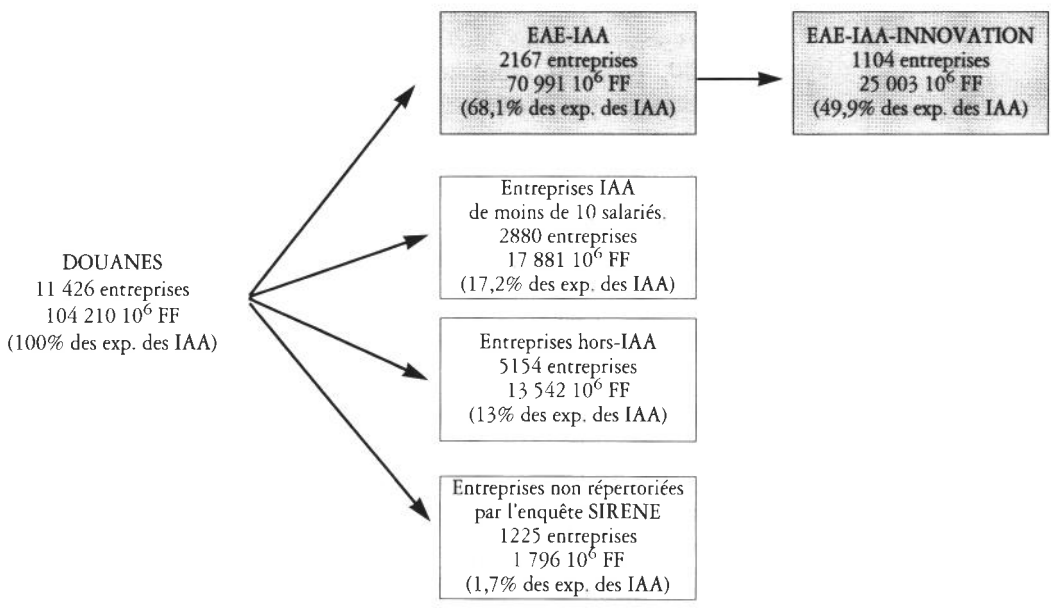 DOUANES
11 426 entreprises
104 210 10⁶ FF
(100% des exp. des IAA)
EAE-IAA
2167 entreprises
70 991 10⁶ FF
(68,1% des exp. des IAA)
EAE-IAA-INNOVATION
1104 entreprises
25 003 10⁶ FF
(49,9% des exp. des IAA)
Entreprises IAA
de moins de 10 salariés.
2880 entreprises
17 881 10⁶ FF
(17,2% des exp. des IAA)
Entreprises hors-IAA
5154 entreprises
13 542 10⁶ FF
(13% des exp. des IAA)
Entreprises non répertoriées
par l'enquête SIRENE
1225 entreprises
1 796 10⁶ FF
(1,7% des exp. des IAA)